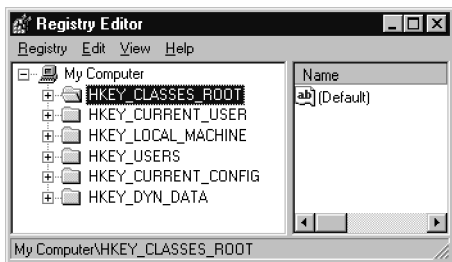 Registry Editor
Registry Edit View Help
My Computer
HKEY_CLASSES_ROOT
HKEY_CURRENT_USER
HKEY_LOCAL_MACHINE
HKEY_USERS
HKEY_CURRENT_CONFIG
HKEY_DYN_DATA
Name
ab (Default)
My Computer\HKEY_CLASSES_ROOT